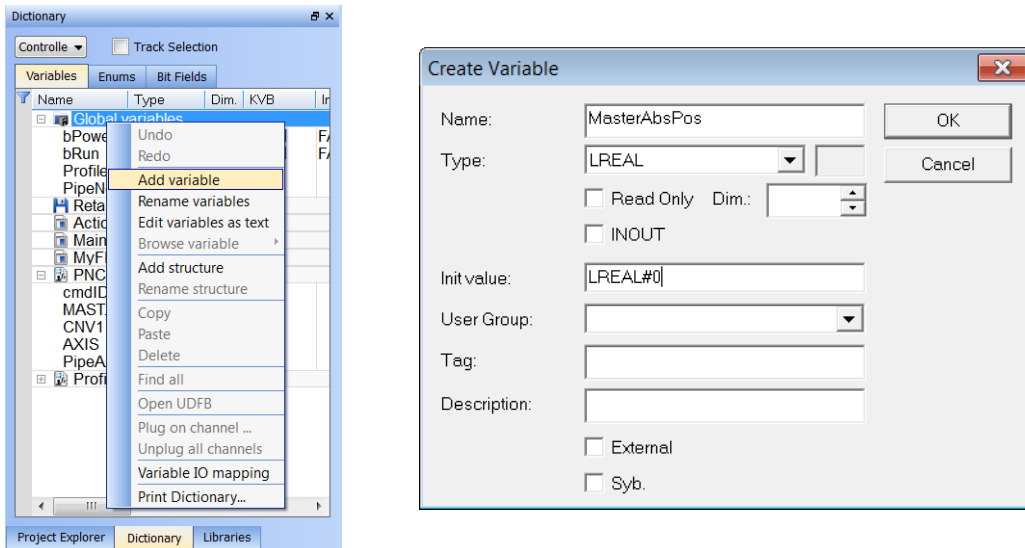 Dictionary
Controlle
Track Selection
Variables Enums Bit Fields
Name Type Dim. KVB
Global variables
bPowe
bRun
Profile
PipeN
Reta
Actic
Main
MyF
PNC
cmdID
MAST
CNV1
AXIS
PipeA
Profi
Undo
Redo
Add variable
Rename variables
Edit variables as text
Browse variable
Add structure
Rename structure
Copy
Paste
Delete
Find all
Open UDFB
Plug on channel ...
Unplug all channels
Variable IO mapping
Print Dictionary...
Project Explorer Dictionary Libraries
Create Variable
Name: MasterAbsPos OK
Type: LREAL Cancel
Read Only Dim.:
INOUT
Init value: LREAL#0
User Group:
Tag:
Description:
External
Syb.